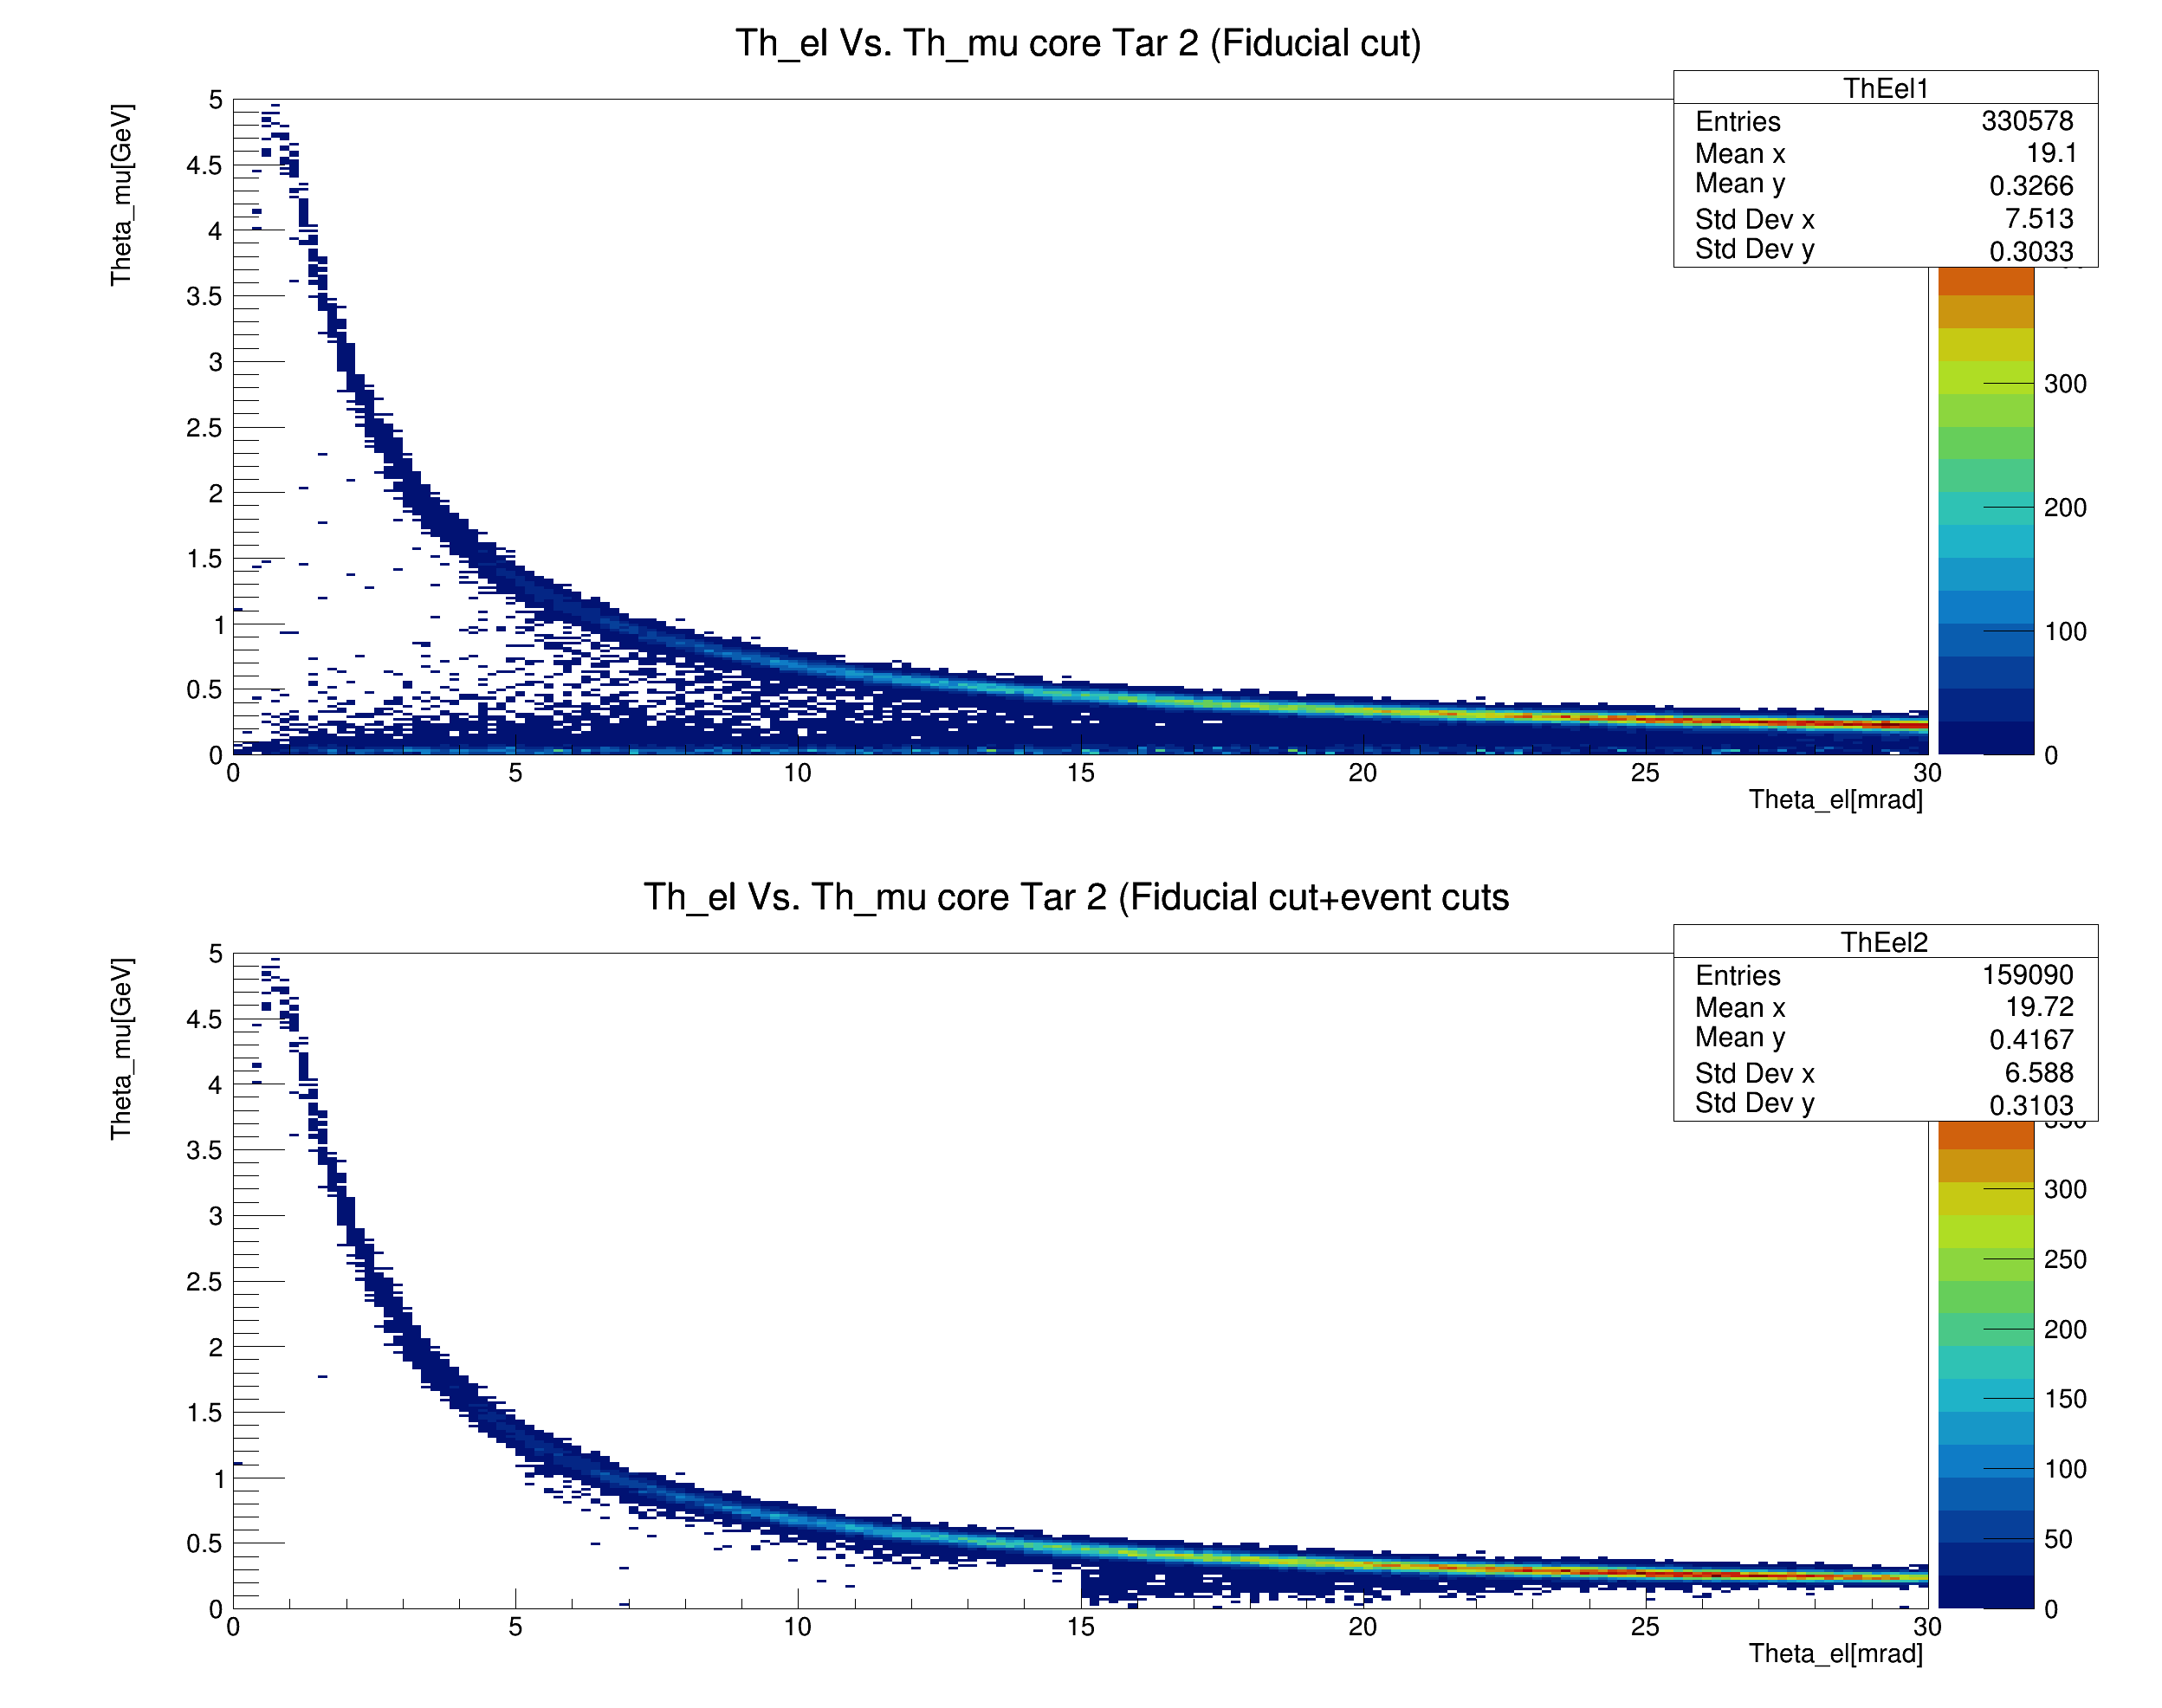 Th_el Vs. Th_mu core Tar 2 (Fiducial cut)
ThEel1
Entries 330578
Mean x 19.1
Mean y 0.3266
Std Dev x 7.513
Std Dev y 0.3033
Theta_mu[GeV]
5
4.5
4
3.5
3
2.5
2
1.5
1
0.5
0
0 5 10 15 20 25 30
Theta_el[mrad]
300
200
100
0
Th_el Vs. Th_mu core Tar 2 (Fiducial cut+event cuts
ThEel2
Entries 159090
Mean x 19.72
Mean y 0.4167
Std Dev x 6.588
Std Dev y 0.3103
Theta_mu[GeV]
5
4.5
4
3.5
3
2.5
2
1.5
1
0.5
0
0 5 10 15 20 25 30
Theta_el[mrad]
300
250
200
150
100
50
0